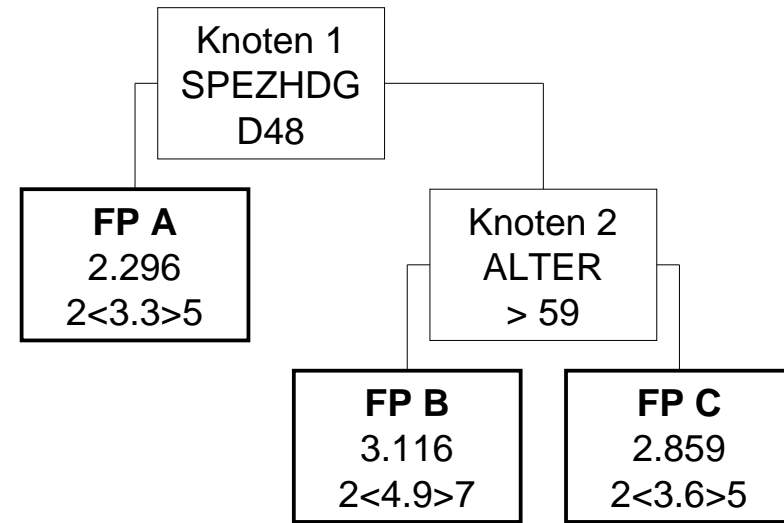 Knoten 1
SPEZHDG
D48
FP A
2.296
2<3.3>5
Knoten 2
ALTER
> 59
FP B
3.116
2<4.9>7
FP C
2.859
2<3.6>5